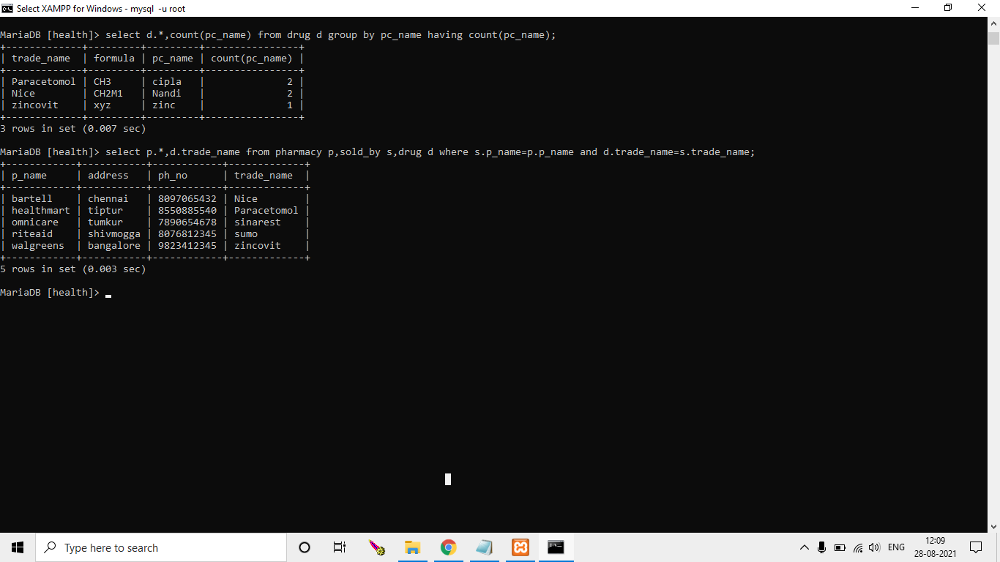 Select XAMPP for Windows - mysql  -u root
MariaDB [health]> select d.*,count(pc_name) from drug d group by pc_name having count(pc_name);
+-------------+---------+---------+----------------+
| trade_name  | formula | pc_name | count(pc_name) |
+-------------+---------+---------+----------------+
| Paracetomol | CH3     | cipla   |              2 |
| Nice        | CH2M1   | Nandi   |              2 |
| zincovit    | xyz     | zinc    |              1 |
+-------------+---------+---------+----------------+
3 rows in set (0.007 sec)
MariaDB [health]> select p.*,d.trade_name from pharmacy p,sold_by s,drug d where s.p_name=p.p_name and d.trade_name=s.trade_name;
+------------+-----------+------------+-------------+
| p_name     | address   | ph_no      | trade_name  |
+------------+-----------+------------+-------------+
| bartell    | chennai   | 8097065432 | Nice        |
| healthmart | tiptur    | 8550885540 | Paracetomol |
| omnicare   | tumkur    | 7890654678 | sinarest    |
| riteaid    | shivmogga | 8076812345 | sumo        |
| walgreens  | bangalore | 9823412345 | zincovit    |
+------------+-----------+------------+-------------+
5 rows in set (0.003 sec)
MariaDB [health]>
Type here to search
ENG
12:09
28-08-2021